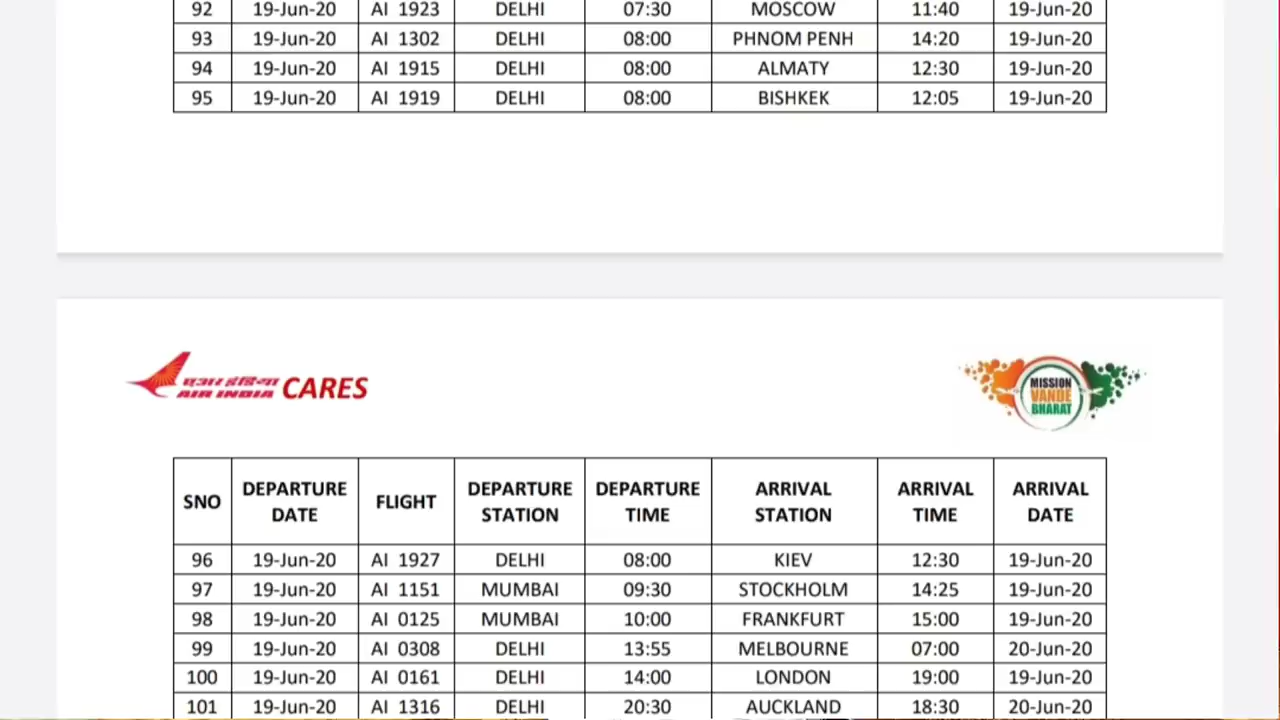 92 19-Jun-20 AI 1923 DELHI 07:30 MOSCOW 11:40 19-Jun-20
93 19-Jun-20 AI 1302 DELHI 08:00 PHNOM PENH 14:20 19-Jun-20
94 19-Jun-20 AI 1915 DELHI 08:00 ALMATY 12:30 19-Jun-20
95 19-Jun-20 AI 1919 DELHI 08:00 BISHKEK 12:05 19-Jun-20
एअर इंडिया
AIR INDIA CARES
MISSION
VANDE
BHARAT
SNO DEPARTURE DATE FLIGHT DEPARTURE STATION DEPARTURE TIME ARRIVAL STATION ARRIVAL TIME ARRIVAL DATE
96 19-Jun-20 AI 1927 DELHI 08:00 KIEV 12:30 19-Jun-20
97 19-Jun-20 AI 1151 MUMBAI 09:30 STOCKHOLM 14:25 19-Jun-20
98 19-Jun-20 AI 0125 MUMBAI 10:00 FRANKFURT 15:00 19-Jun-20
99 19-Jun-20 AI 0308 DELHI 13:55 MELBOURNE 07:00 20-Jun-20
100 19-Jun-20 AI 0161 DELHI 14:00 LONDON 19:00 19-Jun-20
101 19-Jun-20 AI 1316 DELHI 20:30 AUCKLAND 18:30 20-Jun-20